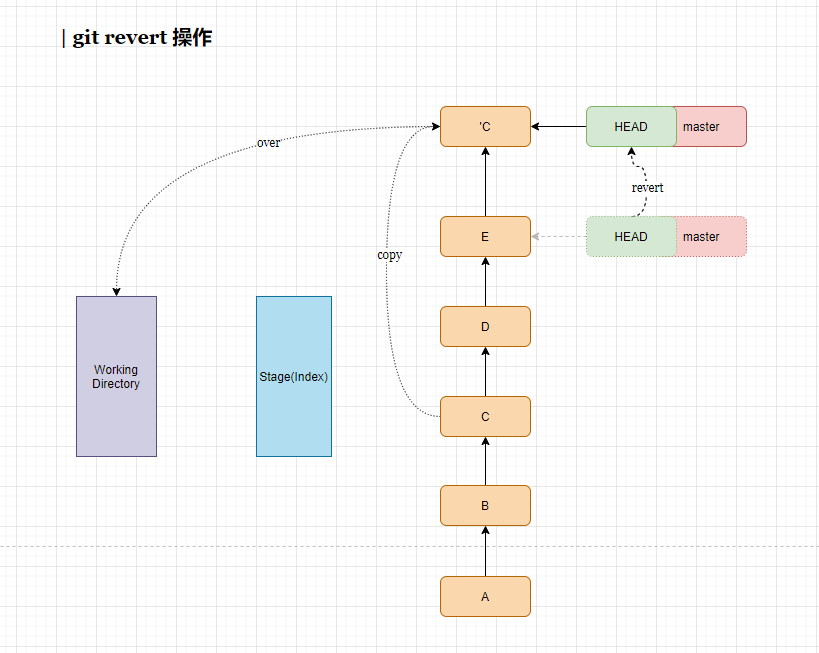 | git revert 操作
'C
HEAD
master
over
revert
E
HEAD
master
copy
D
Working
Directory
Stage(Index)
C
B
A